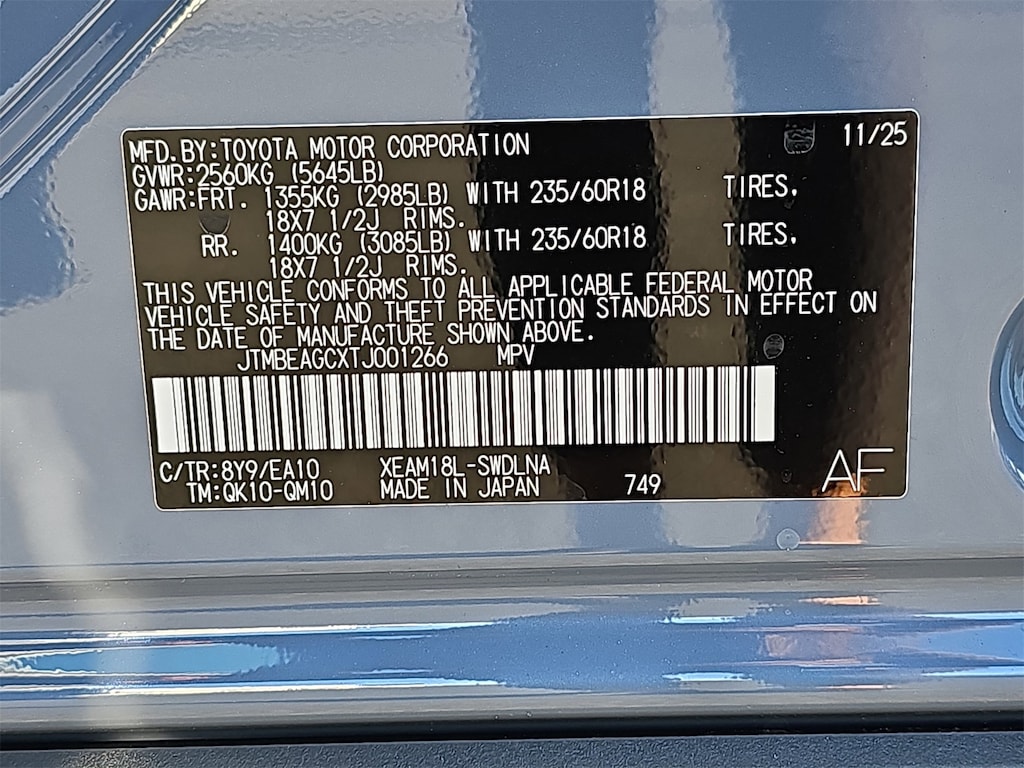 11/25
MFD.BY:TOYOTA MOTOR CORPORATION
GVWR:2560KG (5645LB)
GAWR:FRT. 1355KG (2985LB) WITH 235/60R18 TIRES,
18X7 1/2J RIMS.
RR. 1400KG (3085LB) WITH 235/60R18 TIRES,
18X7 1/2J RIMS.
THIS VEHICLE CONFORMS TO ALL APPLICABLE FEDERAL MOTOR
VEHICLE SAFETY AND THEFT PREVENTION STANDARDS IN EFFECT ON
THE DATE OF MANUFACTURE SHOWN ABOVE.
JTMBEAGCXTJ001266 MPV
C/TR:8Y9/EA10 XEAM18L-SWDLNA
TM:QK10-QM10 MADE IN JAPAN 749 AF